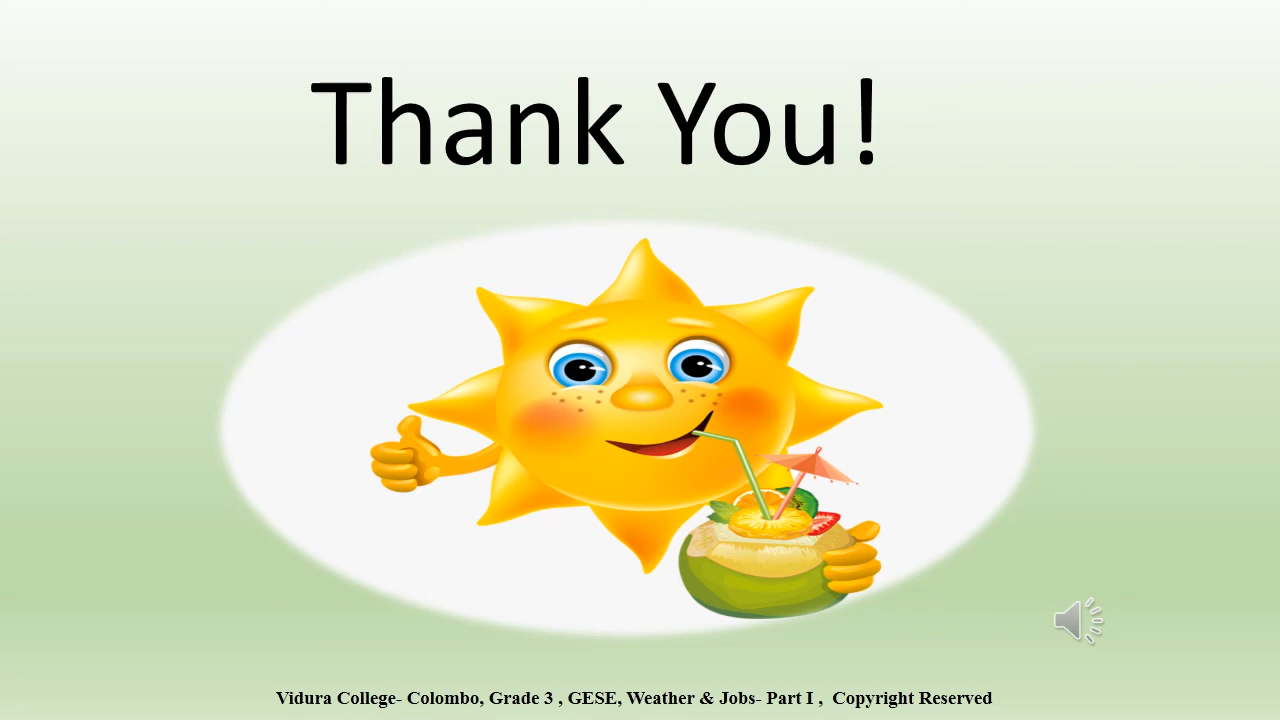 Thank You!
Vidura College- Colombo, Grade 3 , GESE, Weather & Jobs- Part I ,  Copyright Reserved